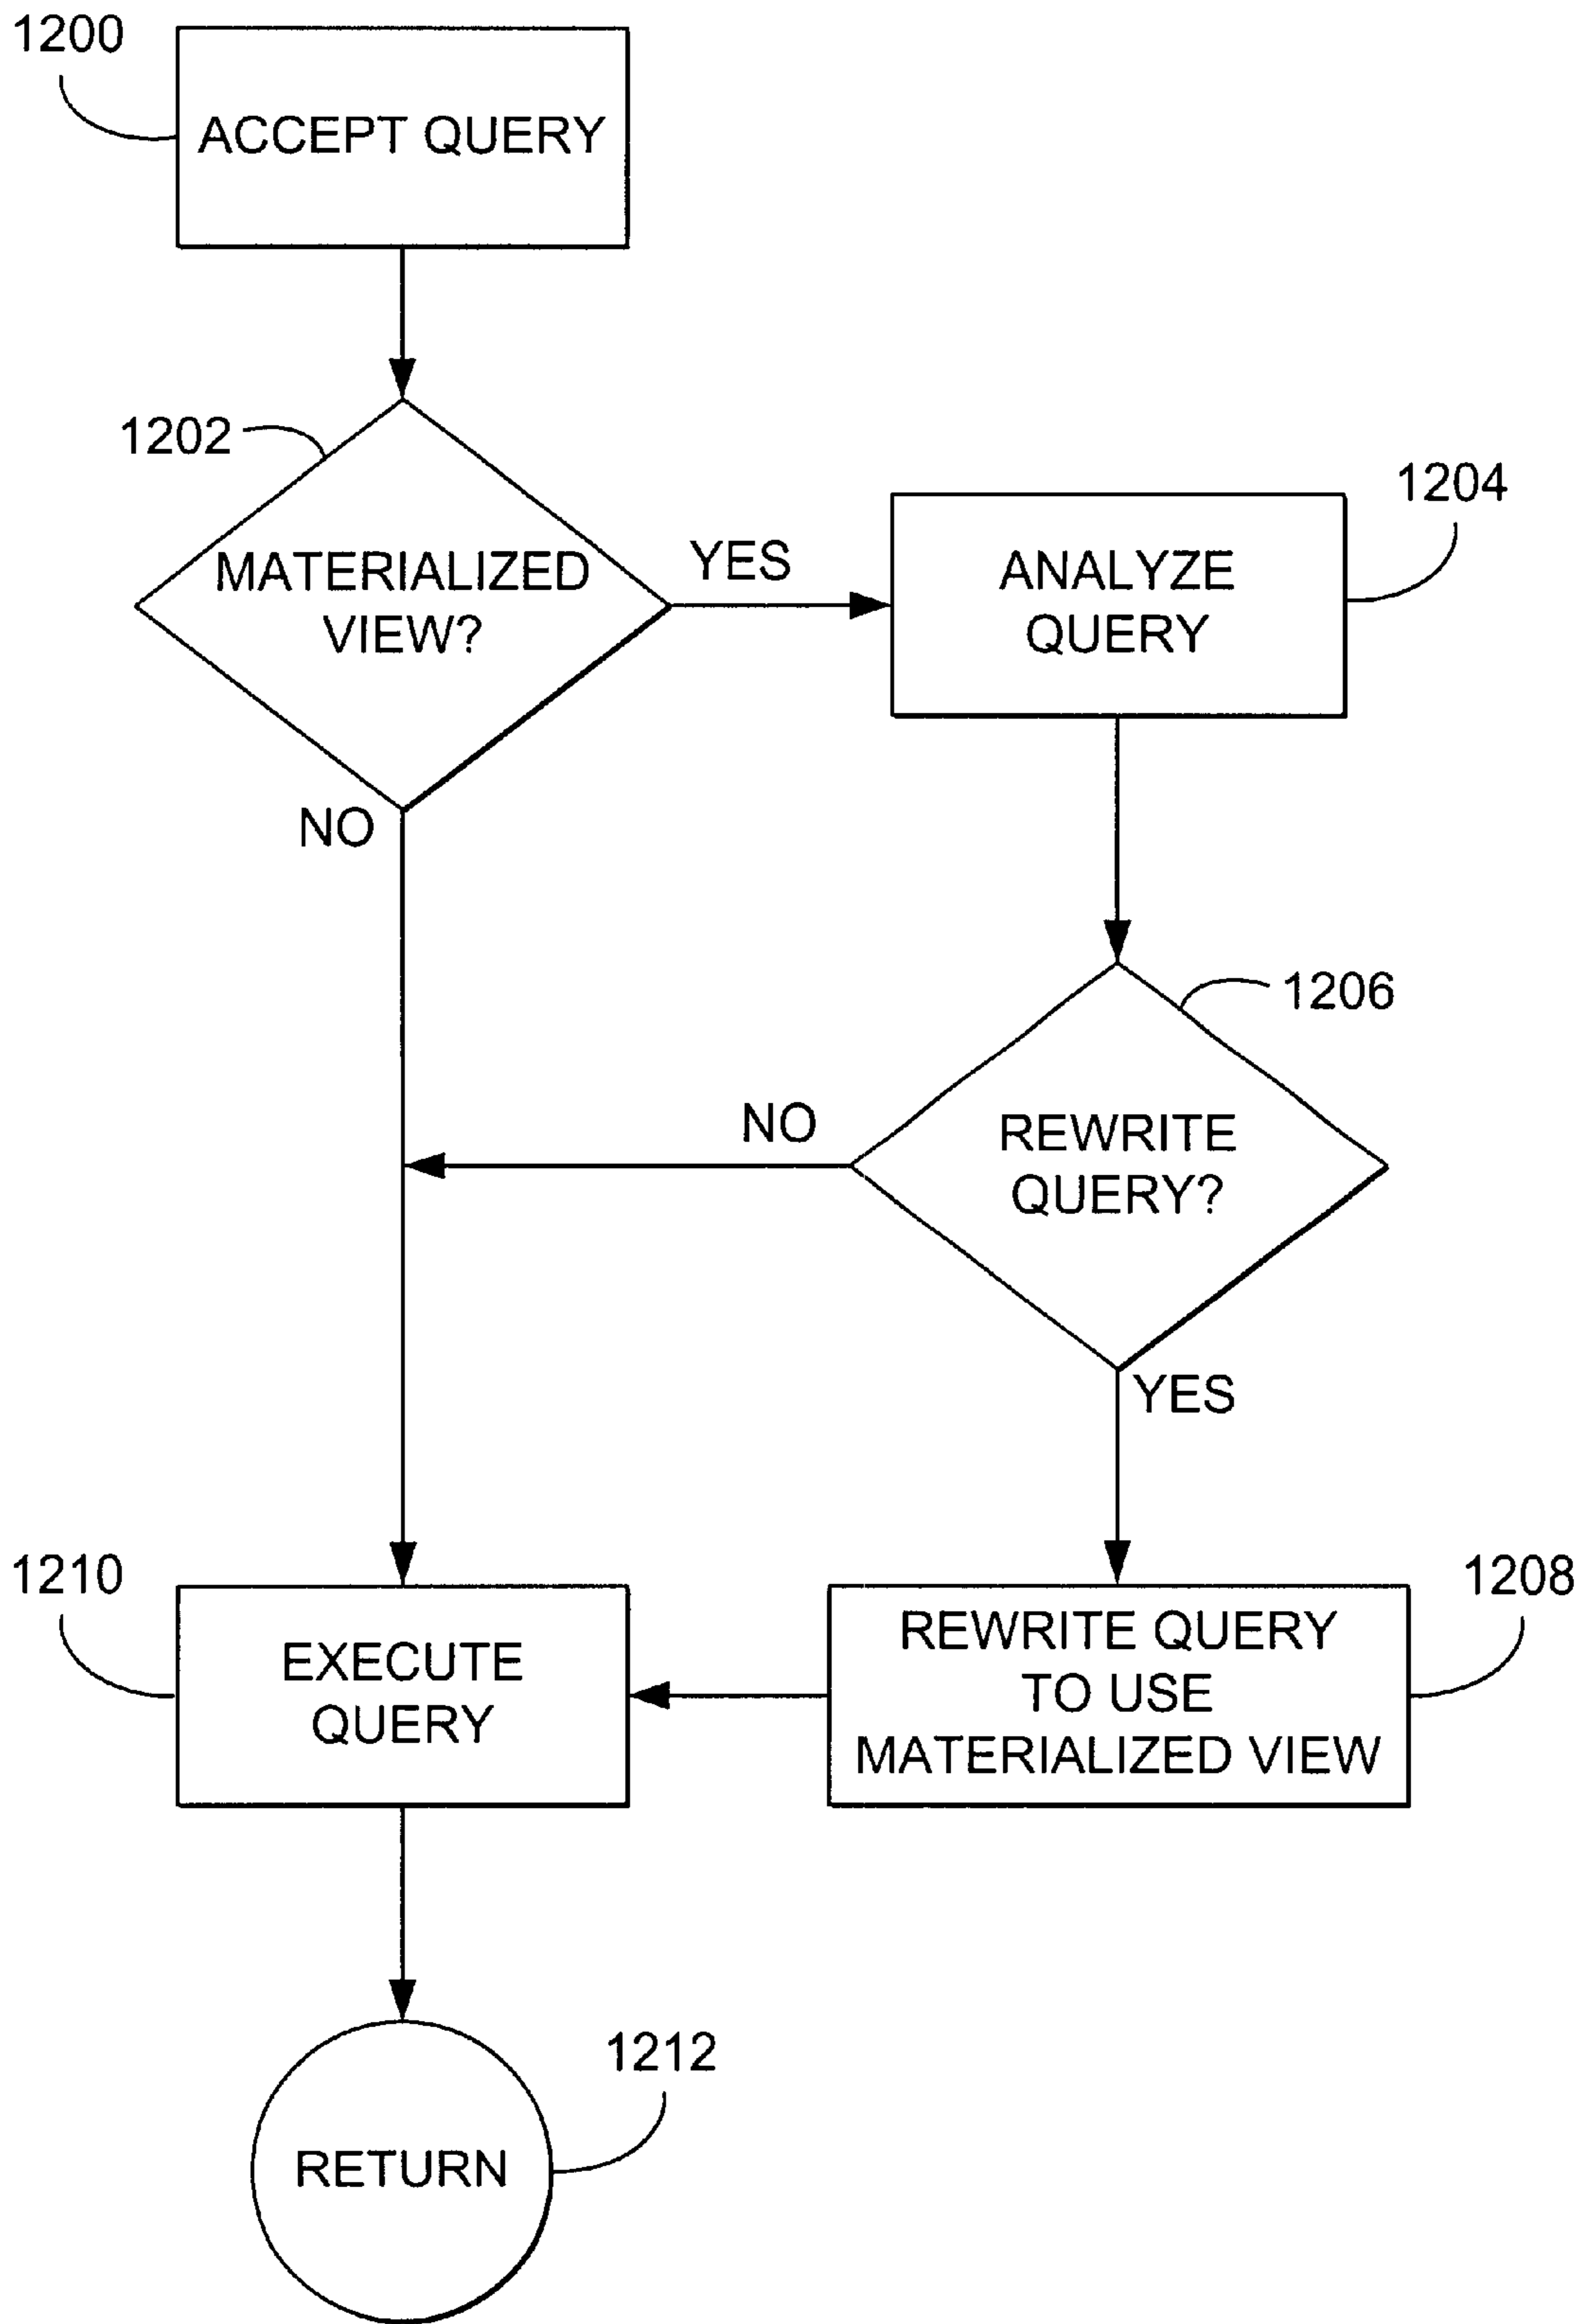 1200
ACCEPT QUERY
1202
MATERIALIZED
VIEW?
YES
NO
1204
ANALYZE
QUERY
1206
REWRITE
QUERY?
NO
YES
1210
EXECUTE
QUERY
1208
REWRITE QUERY
TO USE
MATERIALIZED VIEW
1212
RETURN